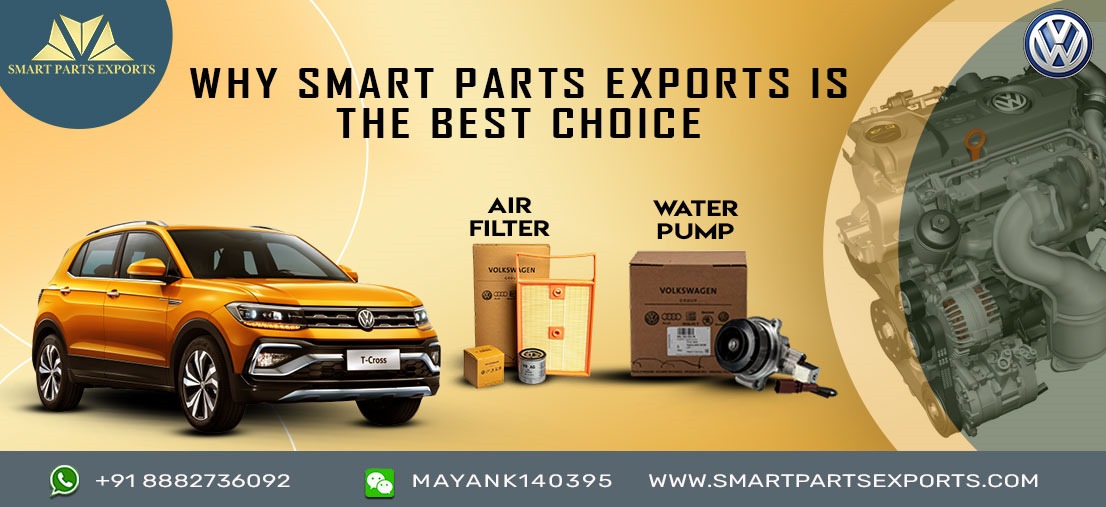 SMART PARTS EXPORTS
WHY SMART PARTS EXPORTS IS
THE BEST CHOICE
AIR
FILTER
WATER
PUMP
VOLKSWAGEN
VOLKSWAGEN
GROUP
T-Cross
+91 8882736092
MAYANK140395
WWW.SMARTPARTSEXPORTS.COM